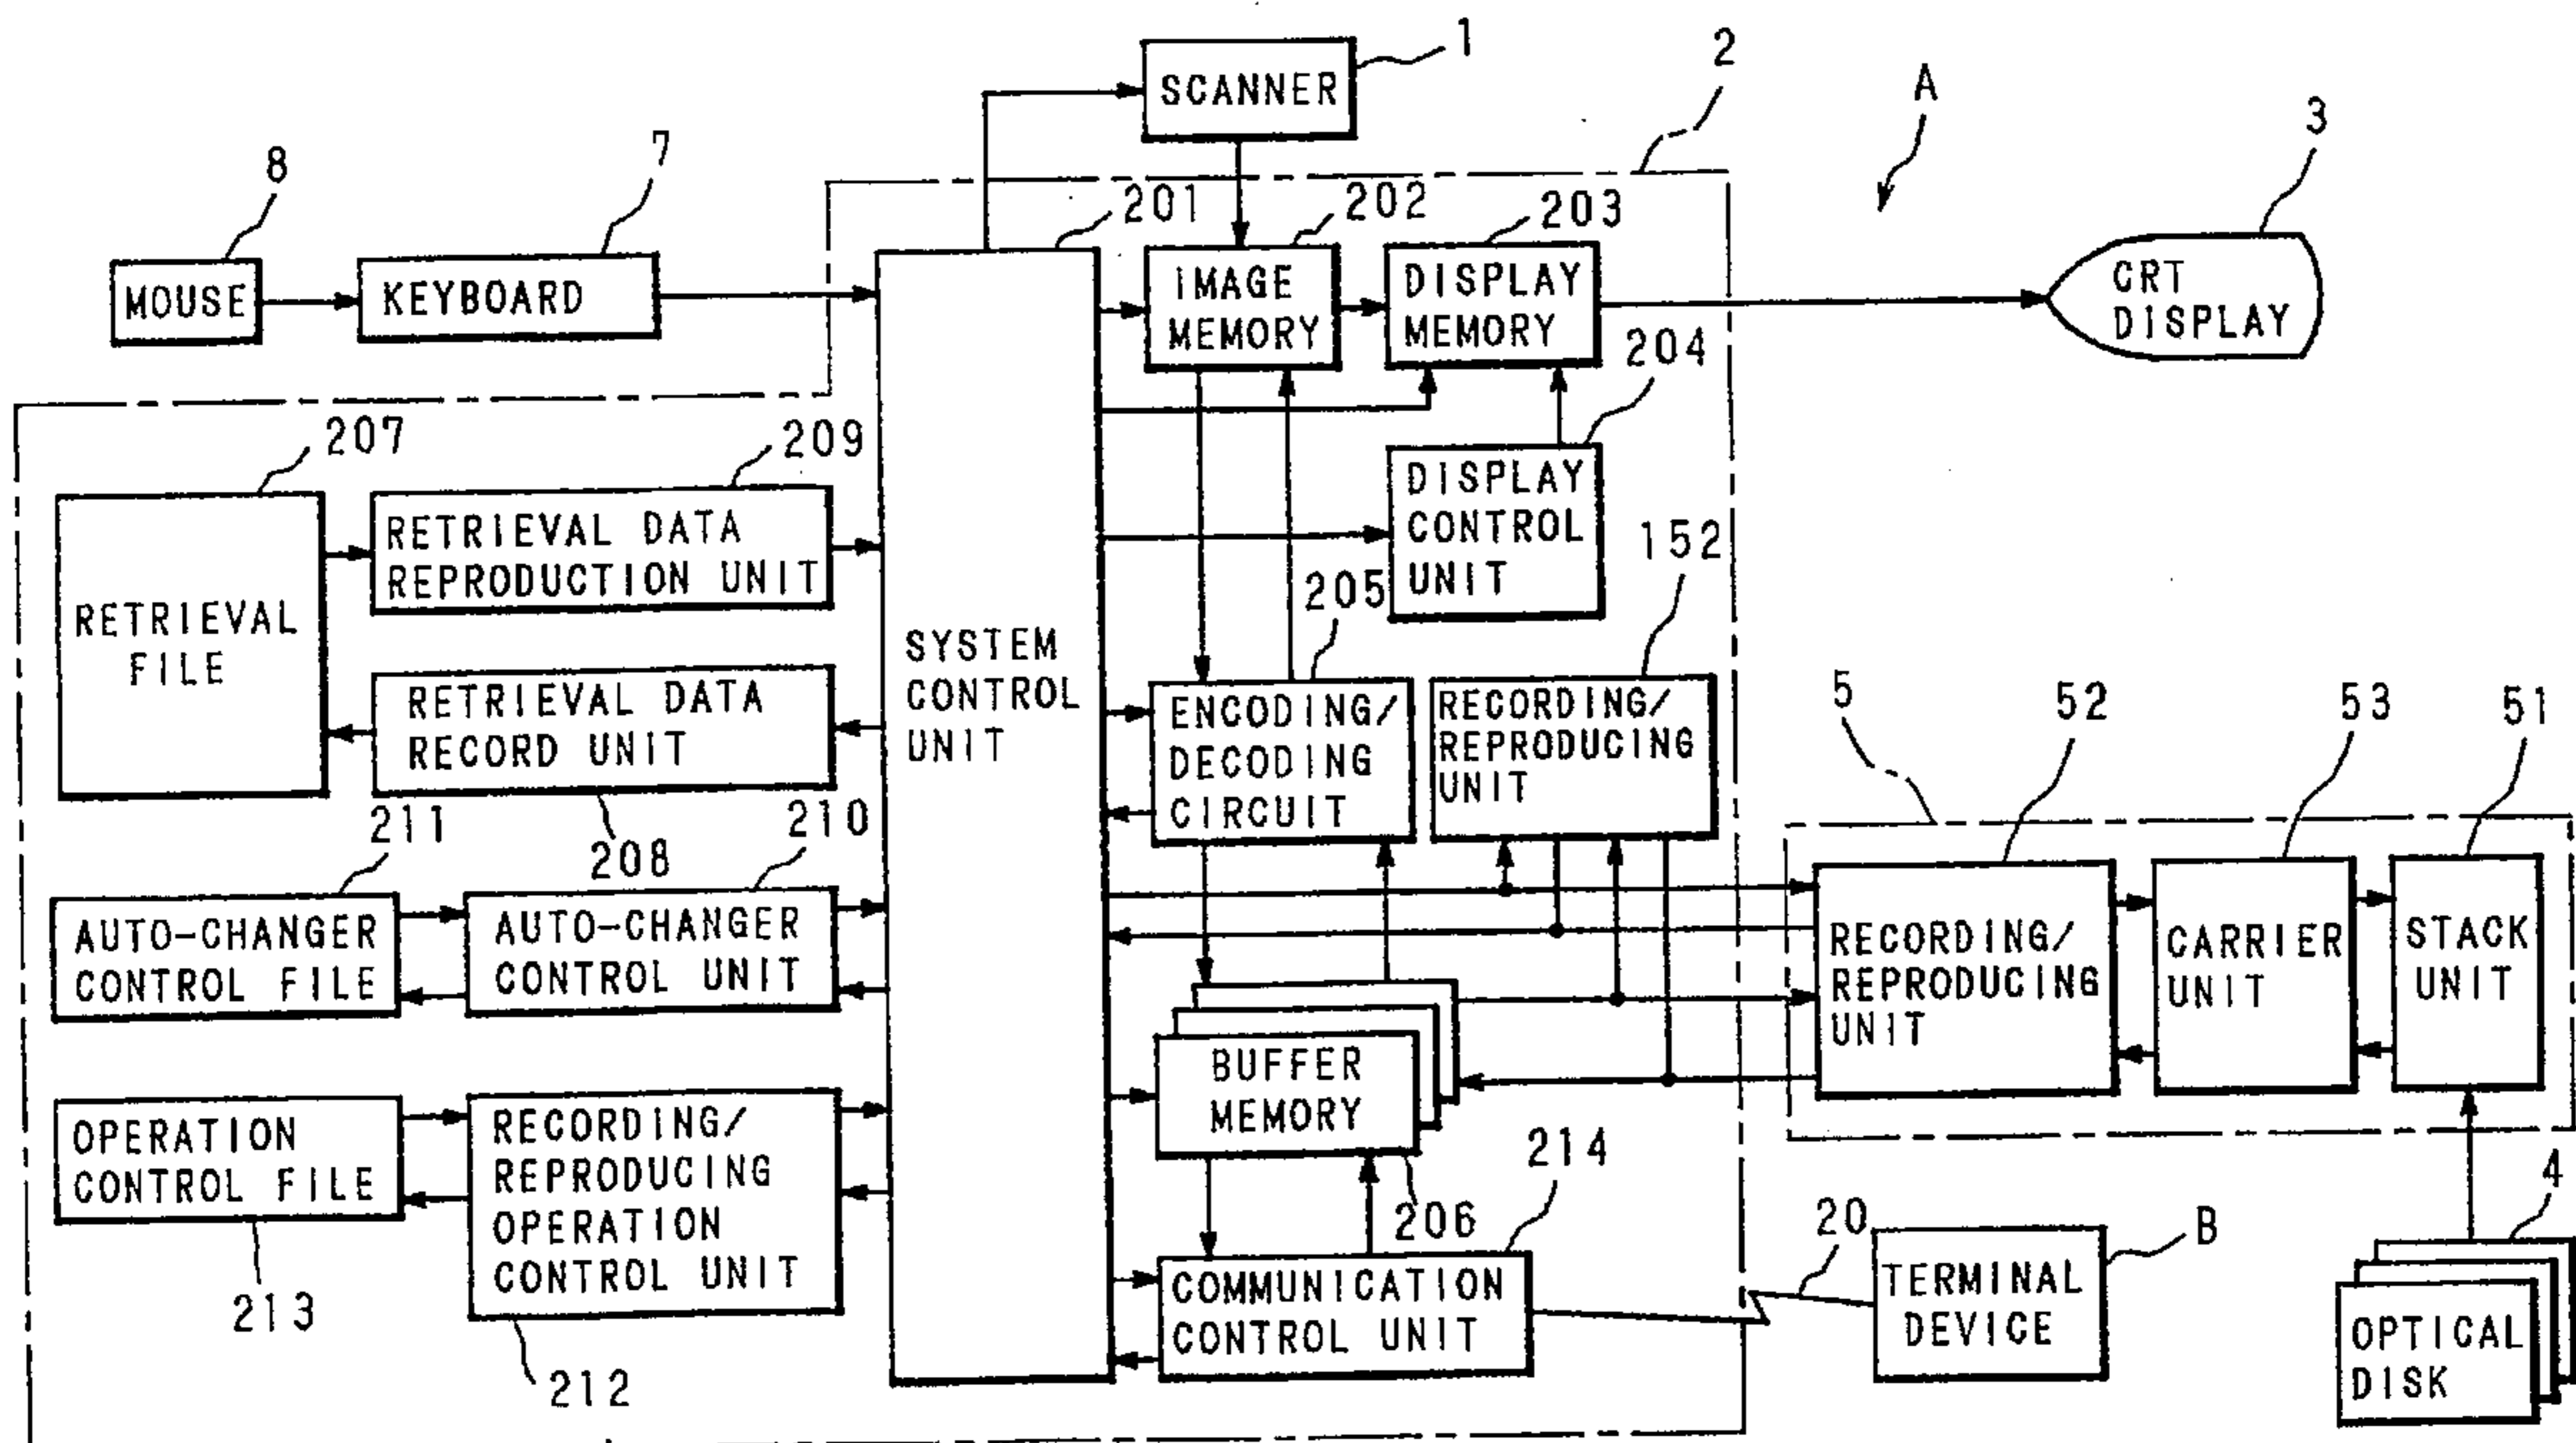 1
SCANNER
2
A
3
8
7
201
202
203
MOUSE
KEYBOARD
IMAGE
MEMORY
DISPLAY
MEMORY
CRT
DISPLAY
204
207
209
RETRIEVAL
FILE
RETRIEVAL DATA
REPRODUCTION UNIT
RETRIEVAL DATA
RECORD UNIT
208
SYSTEM
CONTROL
UNIT
DISPLAY
CONTROL
UNIT
205
152
ENCODING/
DECODING
CIRCUIT
RECORDING/
REPRODUCING
UNIT
5
52
53
51
211
210
AUTO-CHANGER
CONTROL FILE
AUTO-CHANGER
CONTROL UNIT
RECORDING/
REPRODUCING
UNIT
CARRIER
UNIT
STACK
UNIT
BUFFER
MEMORY
206
OPERATION
CONTROL FILE
213
RECORDING/
REPRODUCING
OPERATION
CONTROL UNIT
212
214
COMMUNICATION
CONTROL UNIT
20
TERMINAL
DEVICE
B
4
OPTICAL
DISK